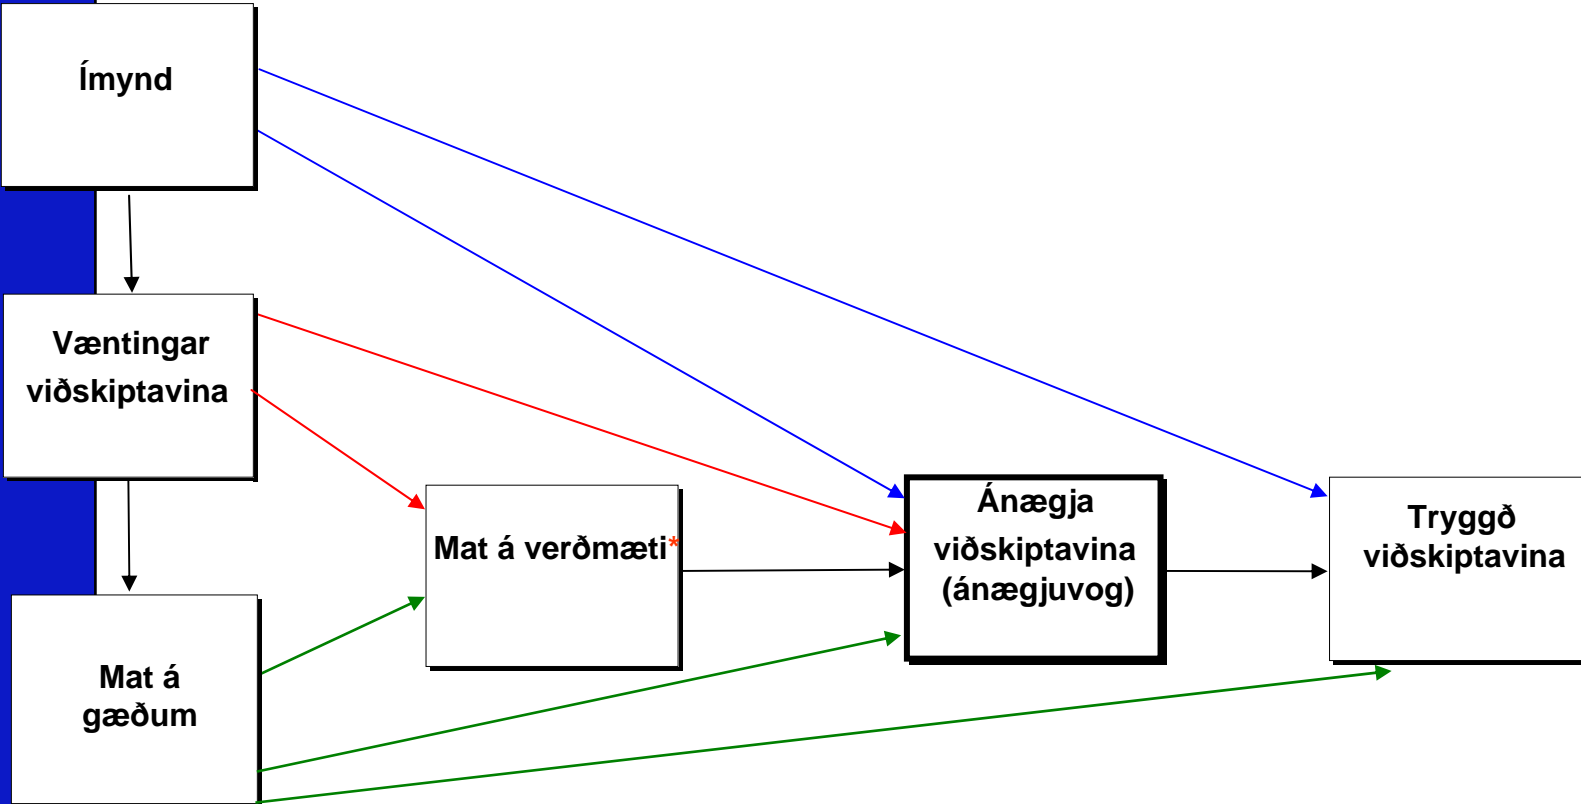 Ímynd
Væntingar
viðskiptavina
Mat á verðmæti*
Ánægja
viðskiptavina
(ánægjuvog)
Tryggð
viðskiptavina
Mat á
gæðum